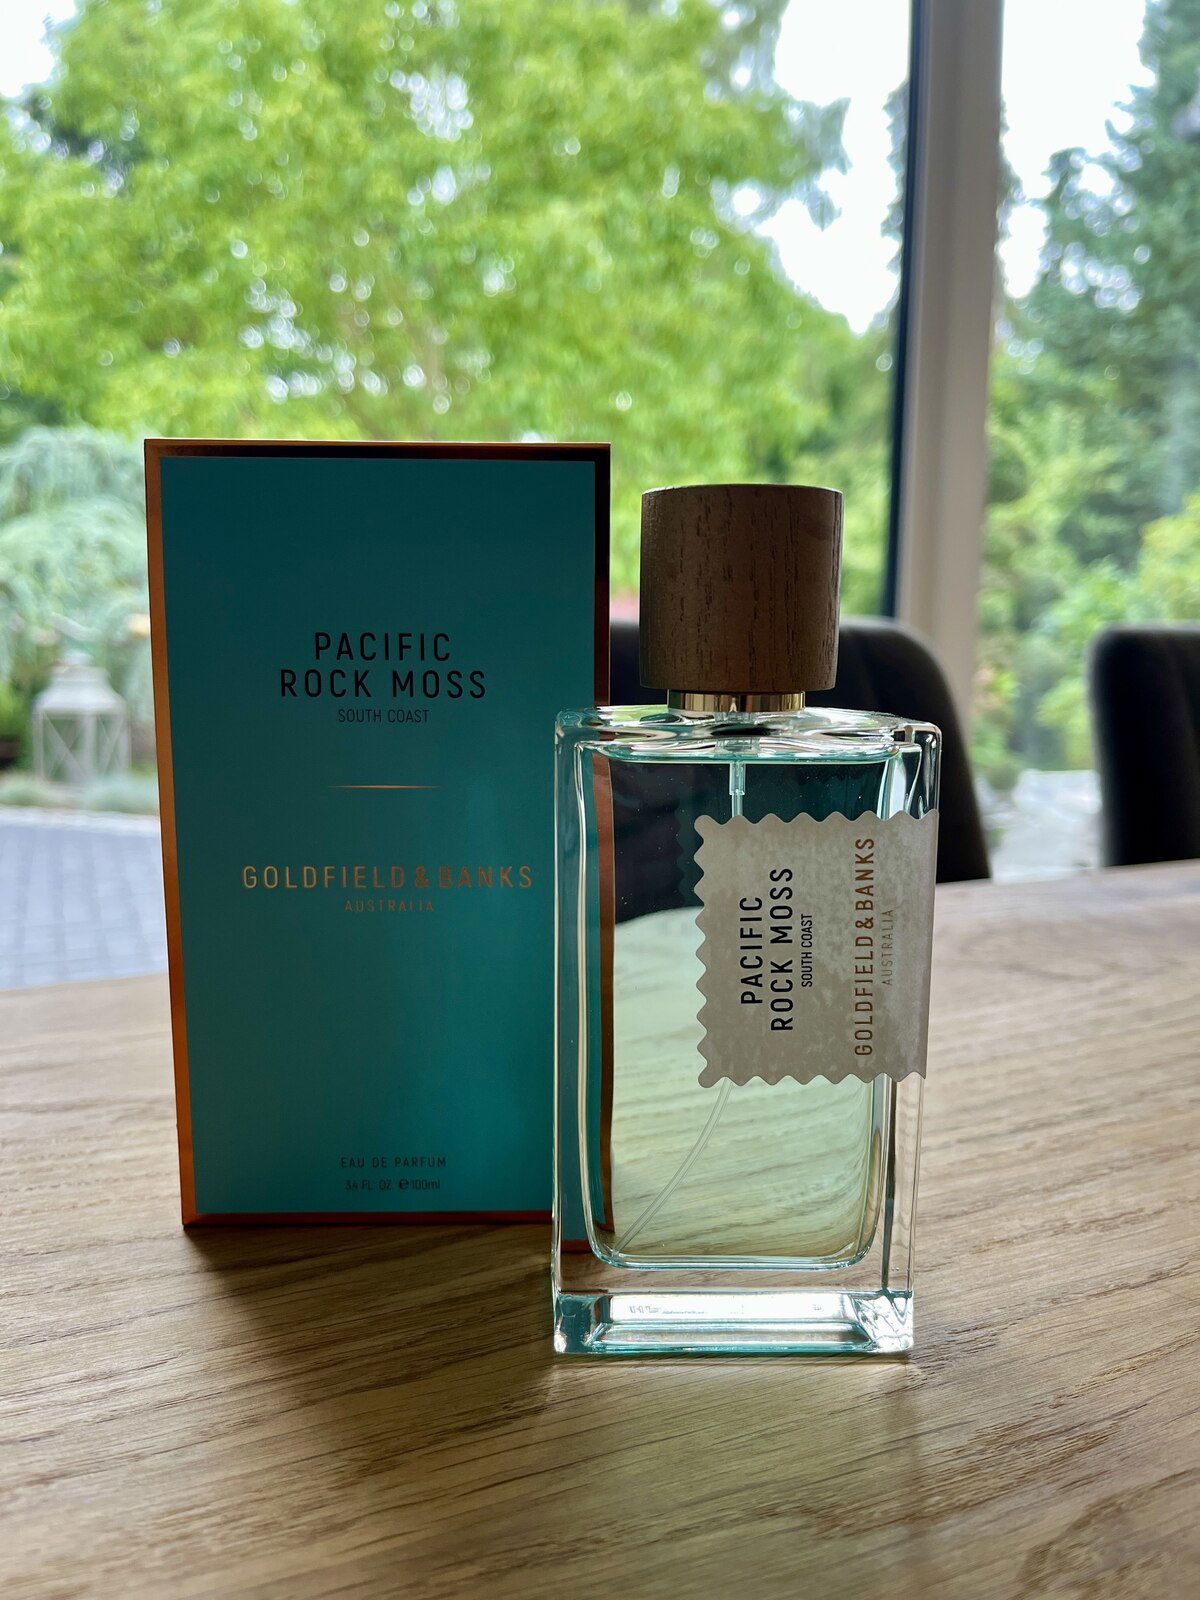 PACIFIC
ROCK MOSS
SOUTH COAST
GOLDFIELD & BANKS
AUSTRALIA
EAU DE PARFUM
3.4 FL. OZ ℮ 100ml
PACIFIC
ROCK MOSS
SOUTH COAST
GOLDFIELD & BANKS
AUSTRALIA